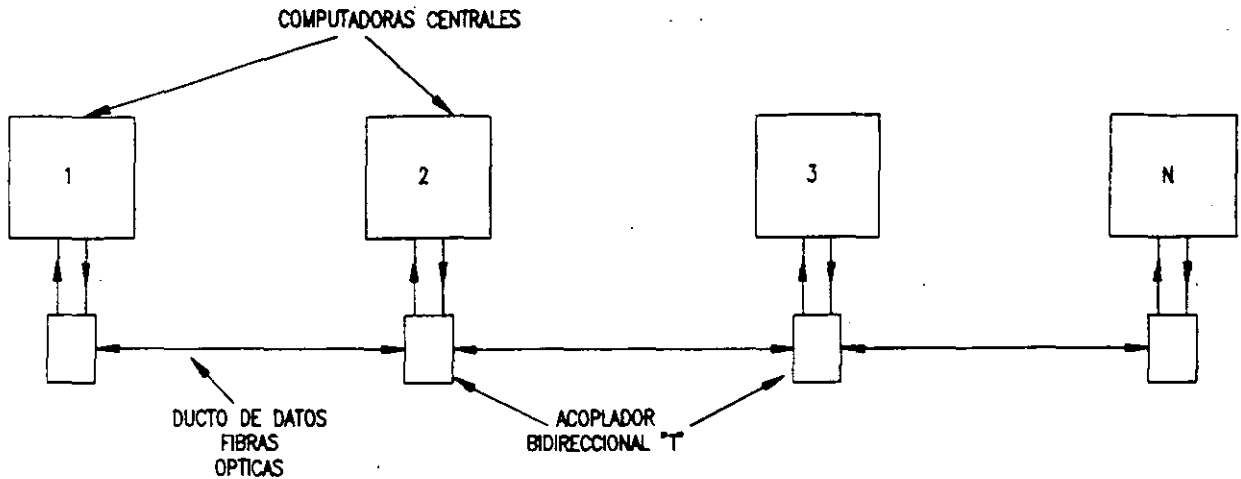 COMPUTADORAS CENTRALES
1
2
3
N
DUCTO DE DATOS
FIBRAS
OPTICAS
ACOPLADOR
BIDIRECCIONAL "T"